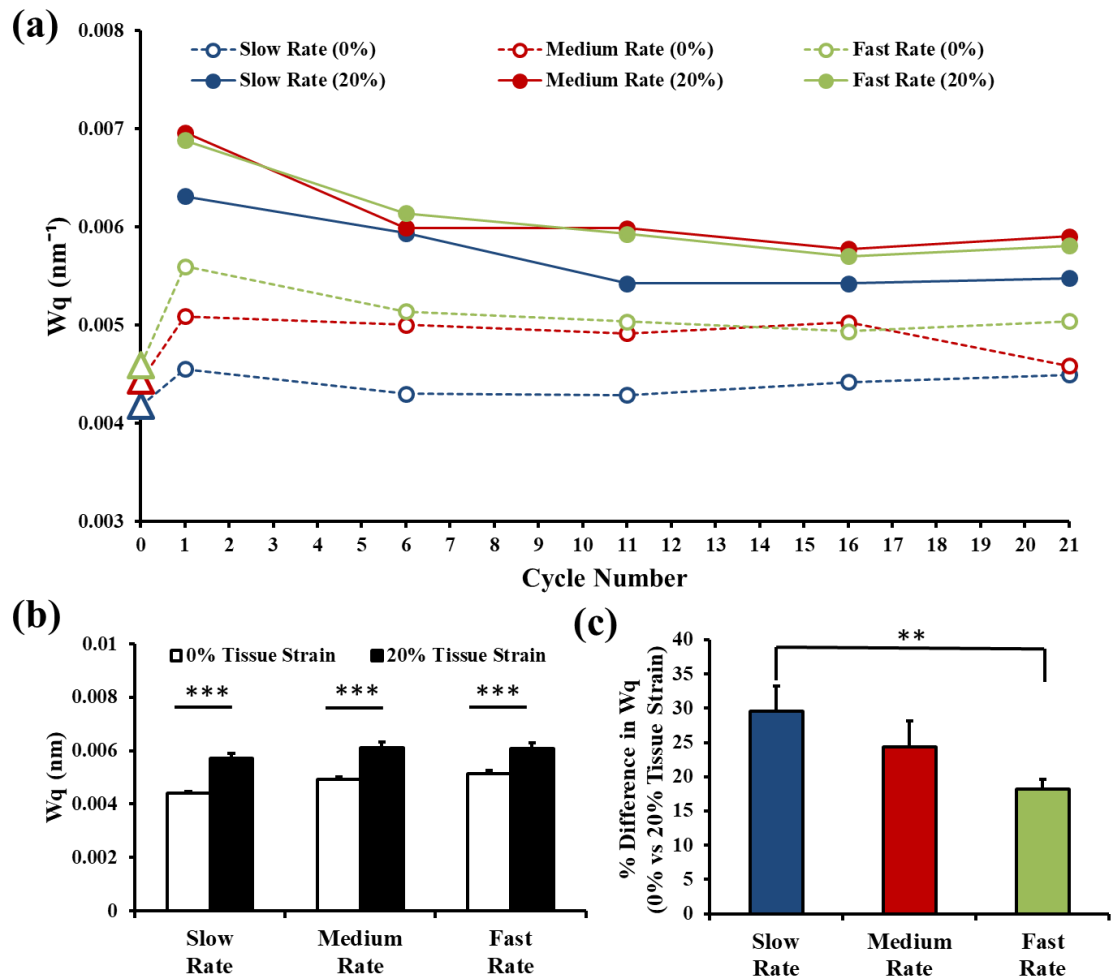 (a)
Slow Rate (0%)
Medium Rate (0%)
Fast Rate (0%)
Slow Rate (20%)
Medium Rate (20%)
Fast Rate (20%)
0.008
0.007
0.006
0.005
0.004
0.003
Wq (nm⁻¹)
0 1 2 3 4 5 6 7 8 9 10 11 12 13 14 15 16 17 18 19 20 21
Cycle Number
(b)
0% Tissue Strain
20% Tissue Strain
***
***
***
0.01
0.008
0.006
0.004
0.002
0
Wq (nm)
Slow
Rate
Medium
Rate
Fast
Rate
(c)
**
40
35
30
25
20
15
10
5
0
% Difference in Wq
(0% vs 20% Tissue Strain)
Slow
Rate
Medium
Rate
Fast
Rate